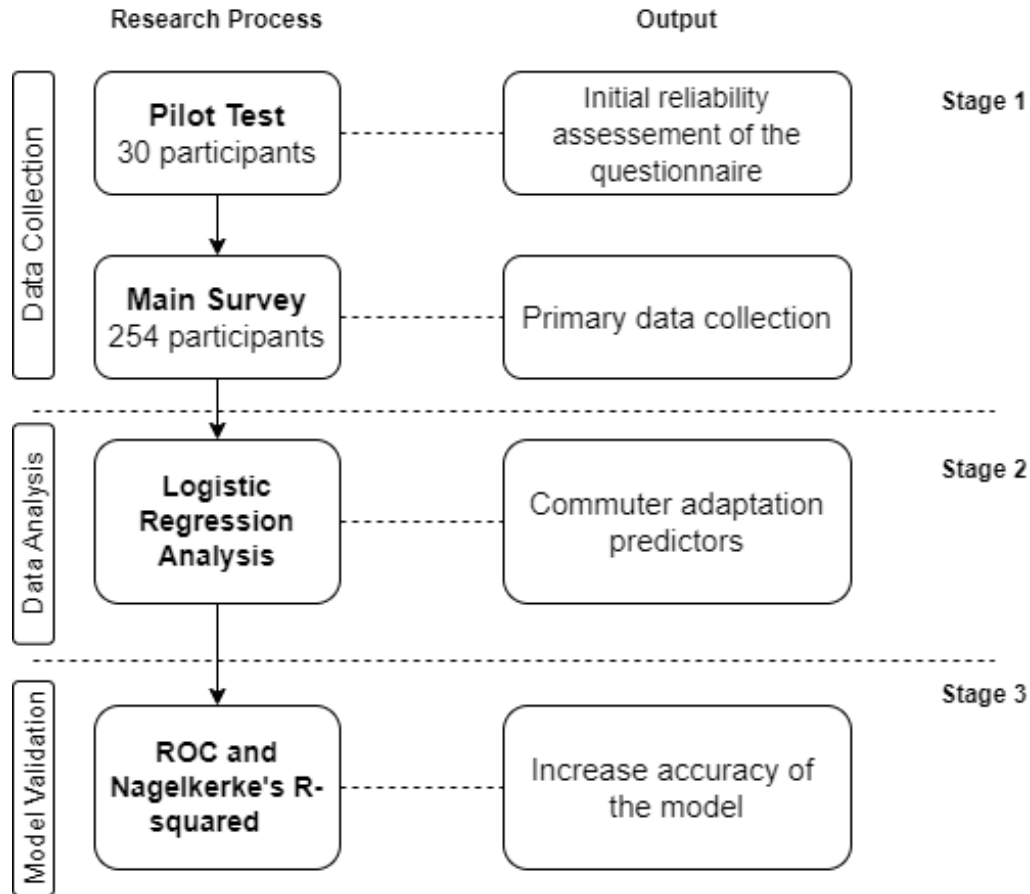 Research Process
Output
Data Collection
Pilot Test
30 participants
Initial reliability
assessement of the
questionnaire
Stage 1
Main Survey
254 participants
Primary data collection
Data Analysis
Logistic
Regression
Analysis
Commuter adaptation
predictors
Stage 2
Model Validation
ROC and
Nagelkerke's R-
squared
Increase accuracy of
the model
Stage 3